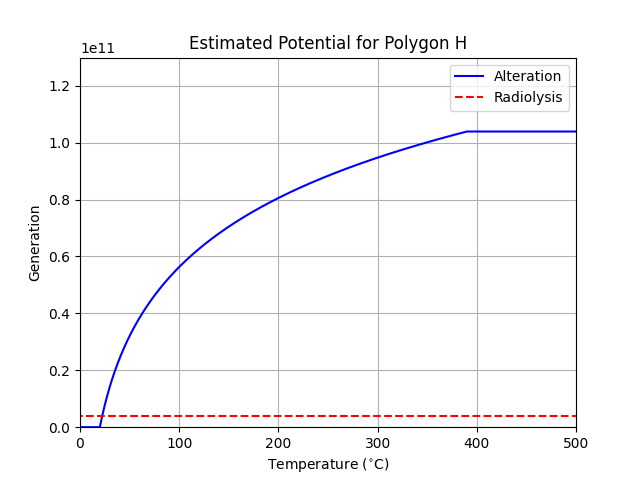 Estimated Potential for Polygon H
1e11
Alteration
Radiolysis
1.2
1.0
0.8
0.6
0.4
0.2
0.0
Generation
0 100 200 300 400 500
Temperature (°C)